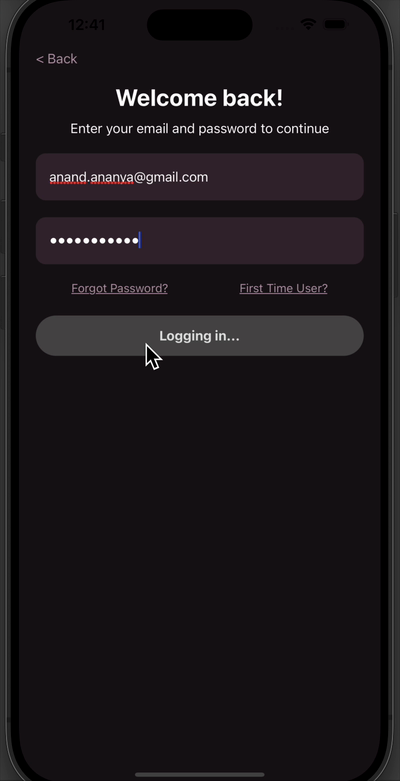 12:41
< Back
Welcome back!
Enter your email and password to continue
anand.ananya@gmail.com
•••••••••••
Forgot Password? First Time User?
Logging in...